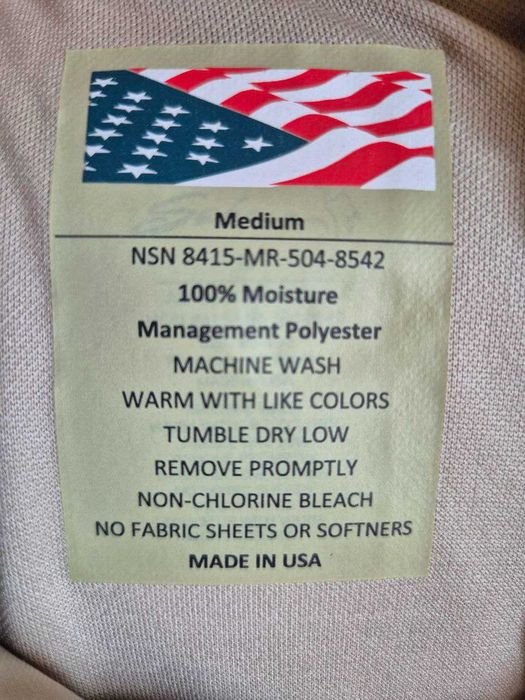 Medium
NSN 8415-MR-504-8542
100% Moisture
Management Polyester
MACHINE WASH
WARM WITH LIKE COLORS
TUMBLE DRY LOW
REMOVE PROMPTLY
NON-CHLORINE BLEACH
NO FABRIC SHEETS OR SOFTNERS
MADE IN USA